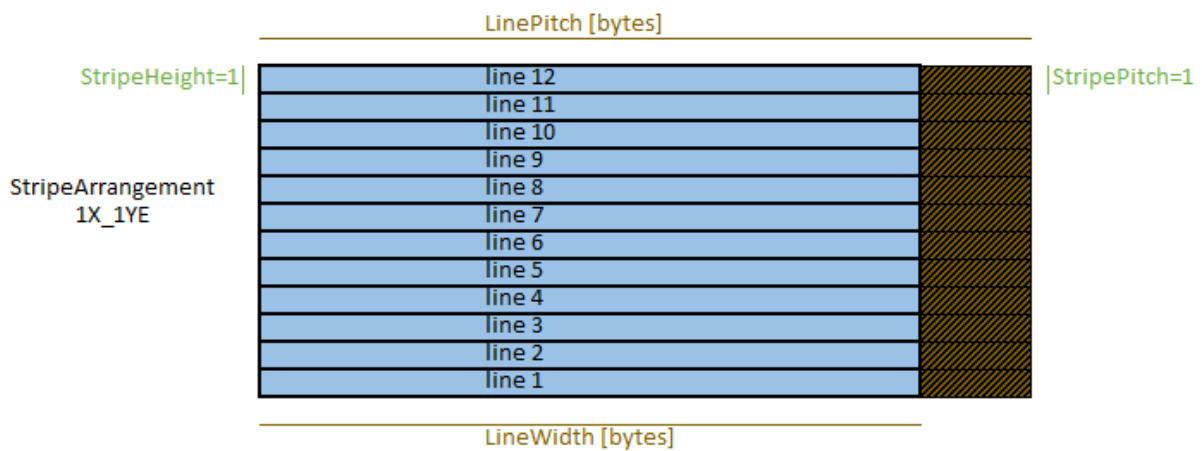 LinePitch [bytes]
StripeHeight=1
line 12
StripePitch=1
line 11
line 10
line 9
line 8
StripeArrangement
1X_1YE
line 7
line 6
line 5
line 4
line 3
line 2
line 1
LineWidth [bytes]